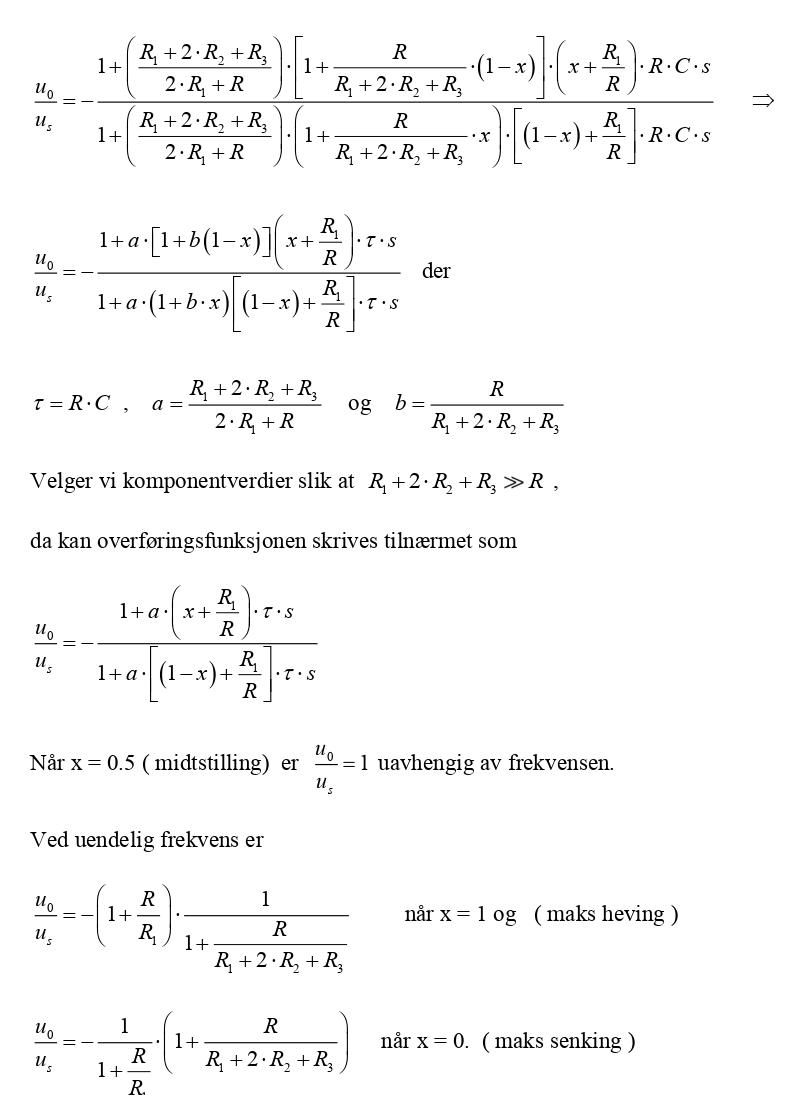 \frac{u_0}{u_s} = -\frac{1+\left(\frac{R_1+2\cdot R_2+R_3}{2\cdot R_1+R}\right)\cdot\left[1+\frac{R}{R_1+2\cdot R_2+R_3}\cdot(1-x)\right]\cdot\left(x+\frac{R_1}{R}\right)\cdot R\cdot C\cdot s}{1+\left(\frac{R_1+2\cdot R_2+R_3}{2\cdot R_1+R}\right)\cdot\left(1+\frac{R}{R_1+2\cdot R_2+R_3}\cdot x\right)\cdot\left[(1-x)+\frac{R_1}{R}\right]\cdot R\cdot C\cdot s} \Rightarrow
\frac{u_0}{u_s} = -\frac{1+a\cdot[1+b(1-x)]\left(x+\frac{R_1}{R}\right)\cdot\tau\cdot s}{1+a\cdot(1+b\cdot x)\left[(1-x)+\frac{R_1}{R}\right]\cdot\tau\cdot s} der
\tau = R\cdot C , a = \frac{R_1+2\cdot R_2+R_3}{2\cdot R_1+R} og b = \frac{R}{R_1+2\cdot R_2+R_3}
Velger vi komponentverdier slik at R_1+2\cdot R_2+R_3 \gg R ,
da kan overføringsfunksjonen skrives tilnærmet som
\frac{u_0}{u_s} = -\frac{1+a\cdot\left(x+\frac{R_1}{R}\right)\cdot\tau\cdot s}{1+a\cdot\left[(1-x)+\frac{R_1}{R}\right]\cdot\tau\cdot s}
Når x = 0.5 ( midtstilling) er \frac{u_0}{u_s} = 1 uavhengig av frekvensen.
Ved uendelig frekvens er
\frac{u_0}{u_s} = -\left(1+\frac{R}{R_1}\right)\cdot\frac{1}{1+\frac{R}{R_1+2\cdot R_2+R_3}} når x = 1 og ( maks heving )
\frac{u_0}{u_s} = -\frac{1}{1+\frac{R}{R}}\cdot\left(1+\frac{R}{R_1+2\cdot R_2+R_3}\right) når x = 0. ( maks senking )